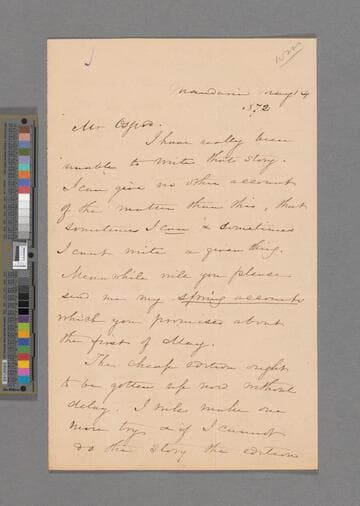 Mandarin May 4
1872
Mr Osgood.
I have really been
unable to write that story.
I can give no other account
of the matter than this, that
sometimes I can & sometimes
I cant write a given thing.
Meanwhile will you please
send me my spring accounts
which you promised about
the first of May.
The cheap edition ought
to be gotten up now without
delay. I will make one
more try & if I cannot
do the story the edition